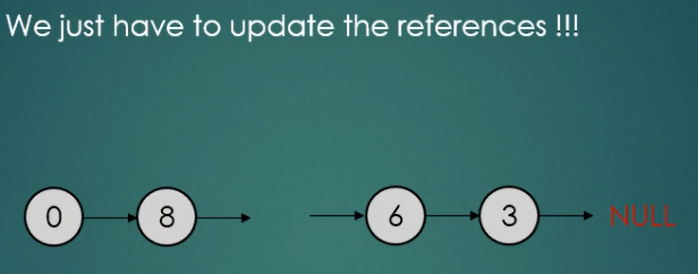 We just have to update the references !!!
0 8 6 3 NULL